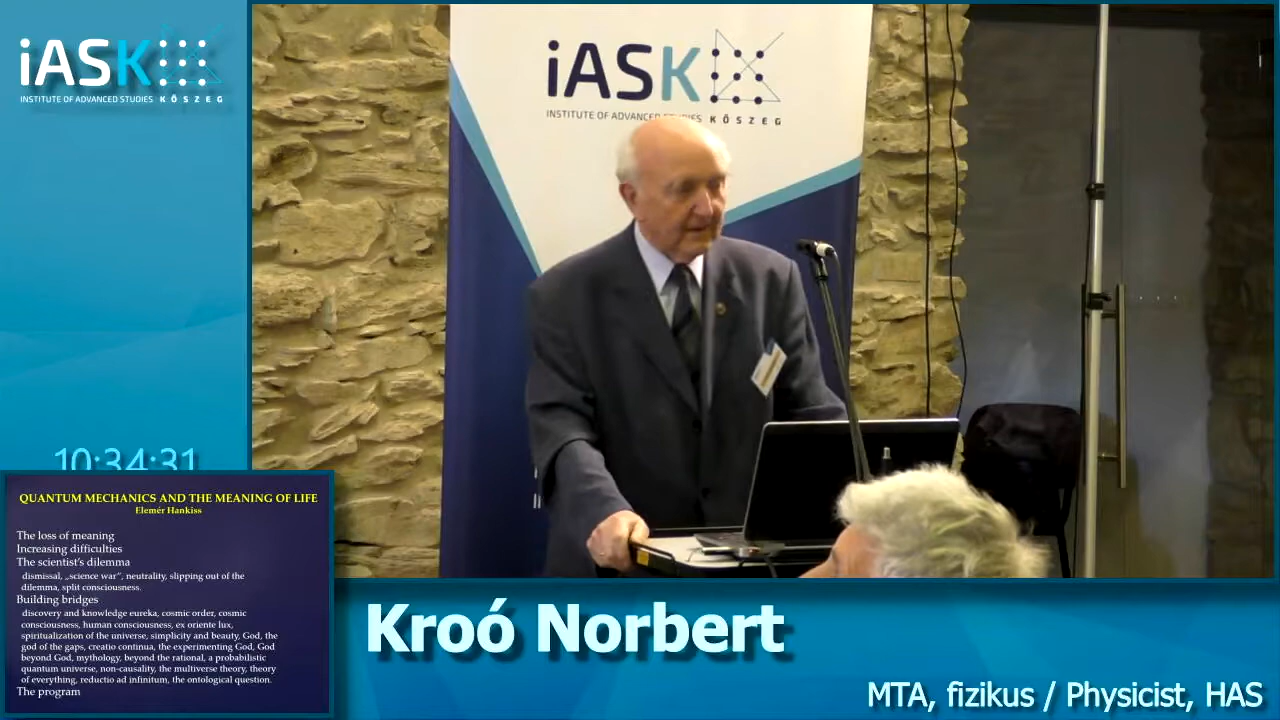 iASK
INSTITUTE OF ADVANCED STUDIES KŐSZEG
iASK
INSTITUTE OF ADVANCED STUDIES KŐSZEG
10:34:31
QUANTUM MECHANICS AND THE MEANING OF LIFE
Elemér Hankiss
The loss of meaning
Increasing difficulties
The scientist's dilemma
dismissal, „science war", neutrality, slipping out of the
dilemma, split consciousness.
Building bridges
discovery and knowledge eureka, cosmic order, cosmic
consciousness, human consciousness, ex oriente lux,
spiritualization of the universe, simplicity and beauty, God, the
god of the gaps, creatio continua, the experimenting God, God
beyond God, mythology, beyond the rational, a probabilistic
quantum universe, non-causality, the multiverse theory, theory
of everything, reductio ad infinitum, the ontological question.
The program
Kroó Norbert
MTA, fizikus / Physicist, HAS